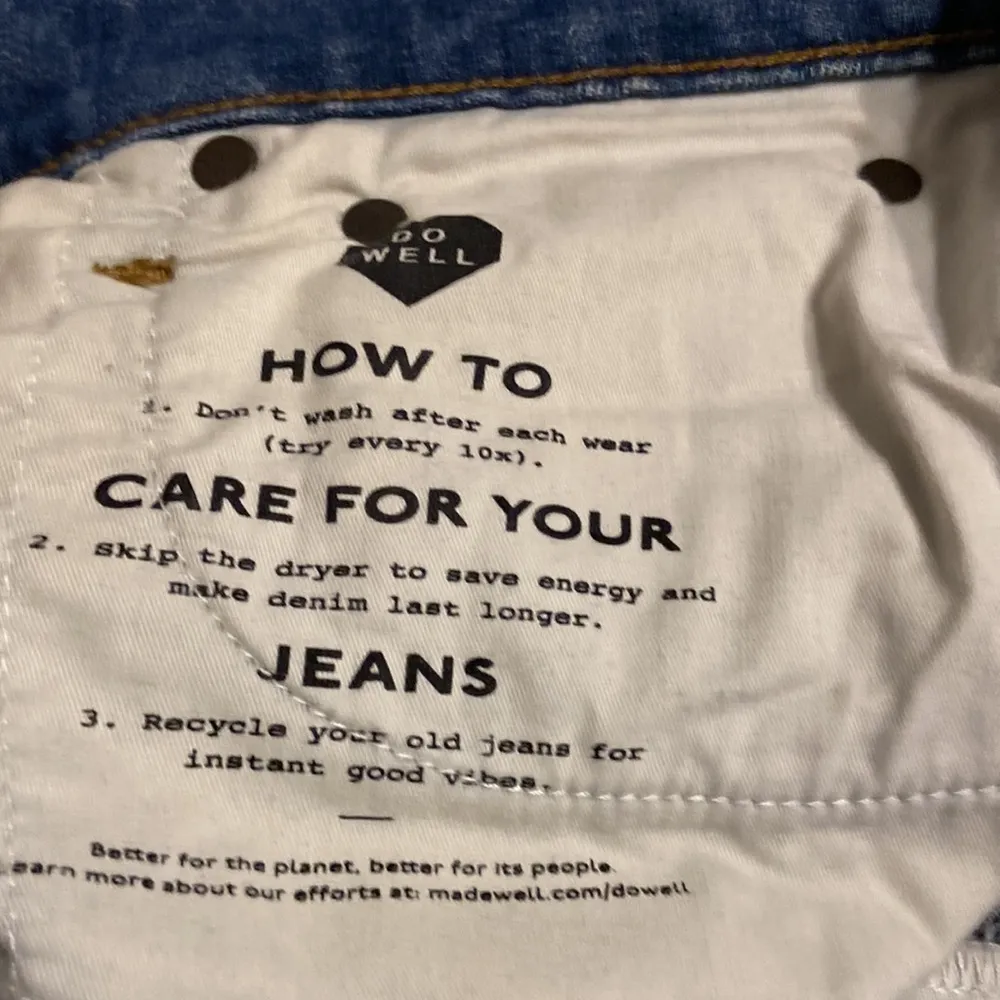 DO
WELL
HOW TO
1. Don't wash after each wear
(try every 10x).
CARE FOR YOUR
2. Skip the dryer to save energy and
make denim last longer.
JEANS
3. Recycle your old jeans for
instant good vibes.
Better for the planet, better for its people.
earn more about our efforts at: madewell.com/dowell